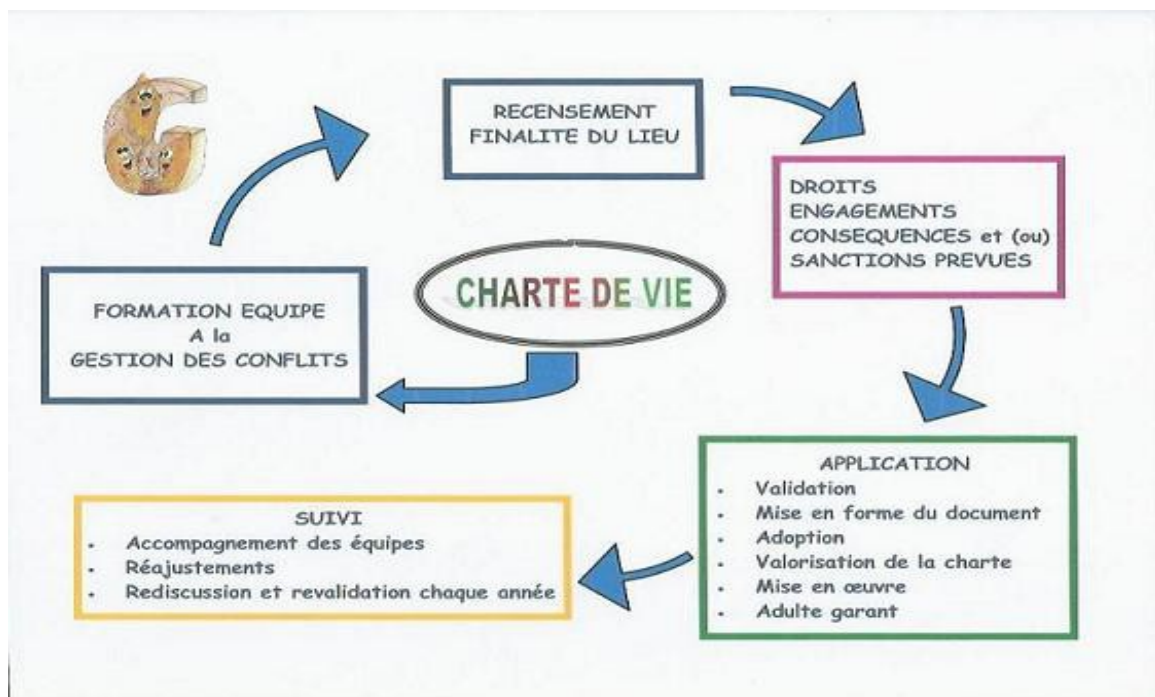 RECENSEMENT
FINALITE DU LIEU
DROITS
ENGAGEMENTS
CONSEQUENCES et (ou)
SANCTIONS PREVUES
CHARTE DE VIE
FORMATION EQUIPE
A la
GESTION DES CONFLITS
APPLICATION
• Validation
• Mise en forme du document
• Adoption
• Valorisation de la charte
• Mise en œuvre
• Adulte garant
SUIVI
• Accompagnement des équipes
• Réajustements
• Rediscussion et revalidation chaque année